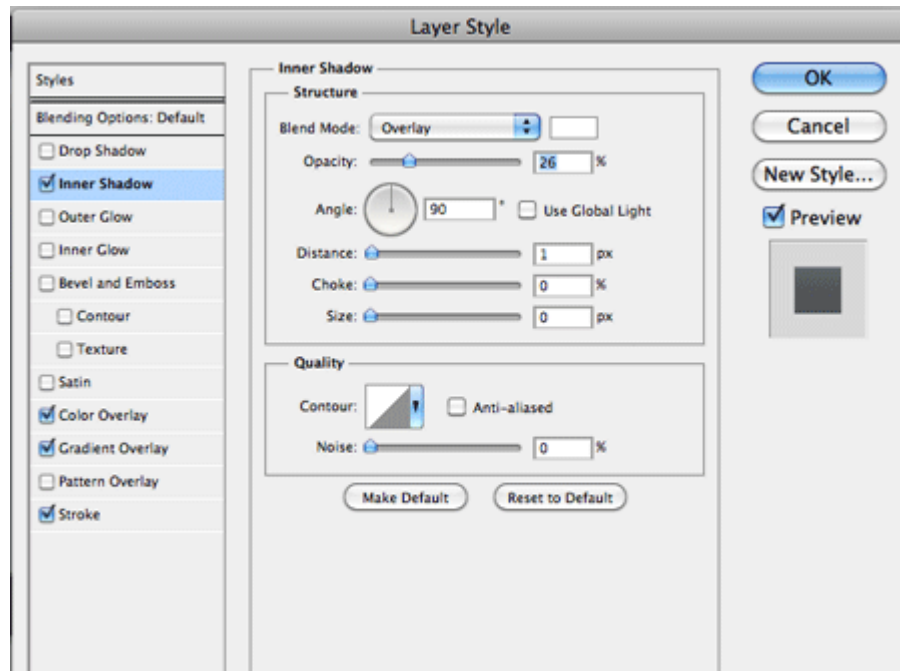 Layer Style
Styles
Blending Options: Default
Drop Shadow
Inner Shadow
Outer Glow
Inner Glow
Bevel and Emboss
Contour
Texture
Satin
Color Overlay
Gradient Overlay
Pattern Overlay
Stroke
Inner Shadow
Structure
Blend Mode: Overlay
Opacity: 26 %
Angle: 90 ° Use Global Light
Distance: 1 px
Choke: 0 %
Size: 0 px
Quality
Contour: Anti-aliased
Noise: 0 %
Make Default Reset to Default
OK
Cancel
New Style...
Preview